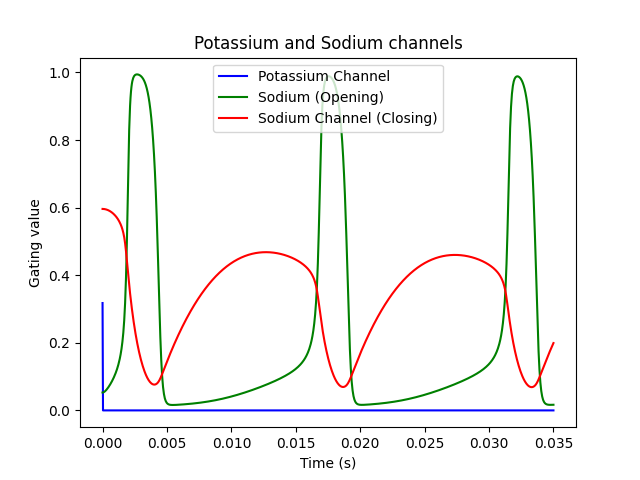 Potassium and Sodium channels
Potassium Channel
Sodium (Opening)
Sodium Channel (Closing)
Gating value
1.0
0.8
0.6
0.4
0.2
0.0
0.000 0.005 0.010 0.015 0.020 0.025 0.030 0.035
Time (s)